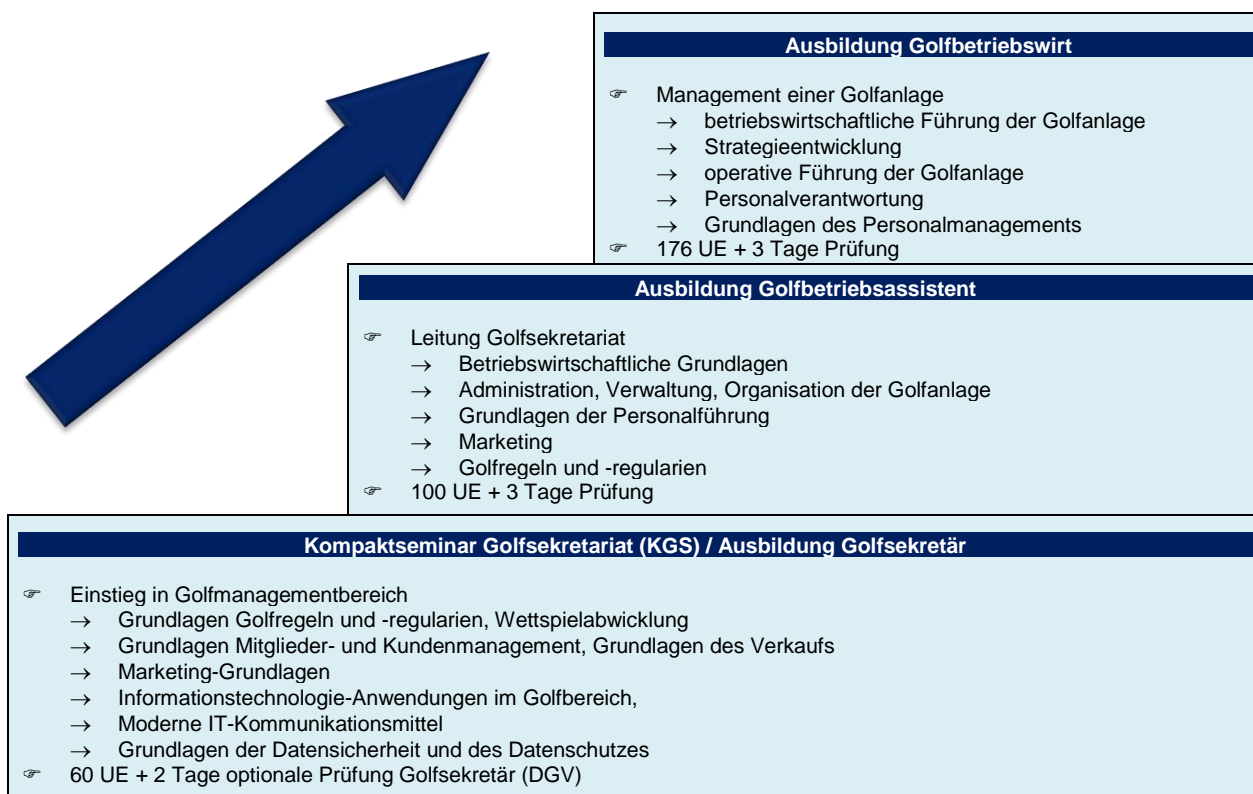 Ausbildung Golfbetriebswirt
☞ Management einer Golfanlage
→ betriebswirtschaftliche Führung der Golfanlage
→ Strategieentwicklung
→ operative Führung der Golfanlage
→ Personalverantwortung
→ Grundlagen des Personalmanagements
☞ 176 UE + 3 Tage Prüfung
Ausbildung Golfbetriebsassistent
☞ Leitung Golfsekretariat
→ Betriebswirtschaftliche Grundlagen
→ Administration, Verwaltung, Organisation der Golfanlage
→ Grundlagen der Personalführung
→ Marketing
→ Golfregeln und -regularien
☞ 100 UE + 3 Tage Prüfung
Kompaktseminar Golfsekretariat (KGS) / Ausbildung Golfsekretär
☞ Einstieg in Golfmanagementbereich
→ Grundlagen Golfregeln und -regularien, Wettspielabwicklung
→ Grundlagen Mitglieder- und Kundenmanagement, Grundlagen des Verkaufs
→ Marketing-Grundlagen
→ Informationstechnologie-Anwendungen im Golfbereich,
→ Moderne IT-Kommunikationsmittel
→ Grundlagen der Datensicherheit und des Datenschutzes
☞ 60 UE + 2 Tage optionale Prüfung Golfsekretär (DGV)